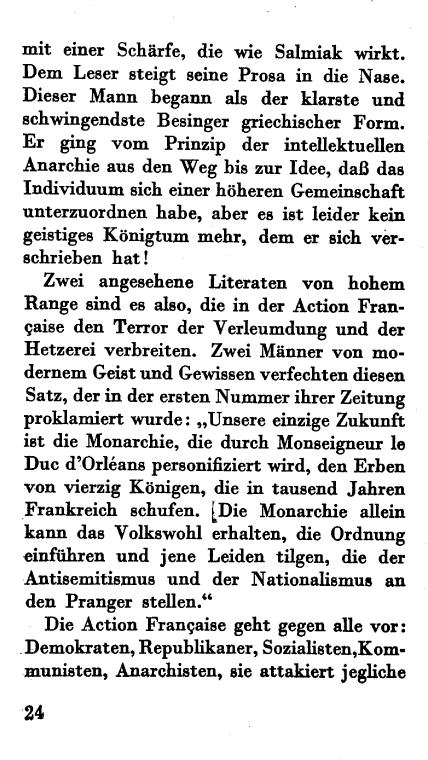 mit einer Schärfe, die wie Salmiak wirkt.
Dem Leser steigt seine Prosa in die Nase.
Dieser Mann begann als der klarste und
schwingendste Besinger griechischer Form.
Er ging vom Prinzip der intellektuellen
Anarchie aus den Weg bis zur Idee, daß das
Individuum sich einer höheren Gemeinschaft
unterzuordnen habe, aber es ist leider kein
geistiges Königtum mehr, dem er sich ver-
schrieben hat!
Zwei angesehene Literaten von hohem
Range sind es also, die in der Action Fran-
çaise den Terror der Verleumdung und der
Hetzerei verbreiten. Zwei Männer von mo-
dernem Geist und Gewissen verfechten diesen
Satz, der in der ersten Nummer ihrer Zeitung
proklamiert wurde: „Unsere einzige Zukunft
ist die Monarchie, die durch Monseigneur le
Duc d'Orléans personifiziert wird, den Erben
von vierzig Königen, die in tausend Jahren
Frankreich schufen. [Die Monarchie allein
kann das Volkswohl erhalten, die Ordnung
einführen und jene Leiden tilgen, die der
Antisemitismus und der Nationalismus an
den Pranger stellen.“
Die Action Française geht gegen alle vor:
Demokraten, Republikaner, Sozialisten,Kom-
munisten, Anarchisten, sie attakiert jegliche
24